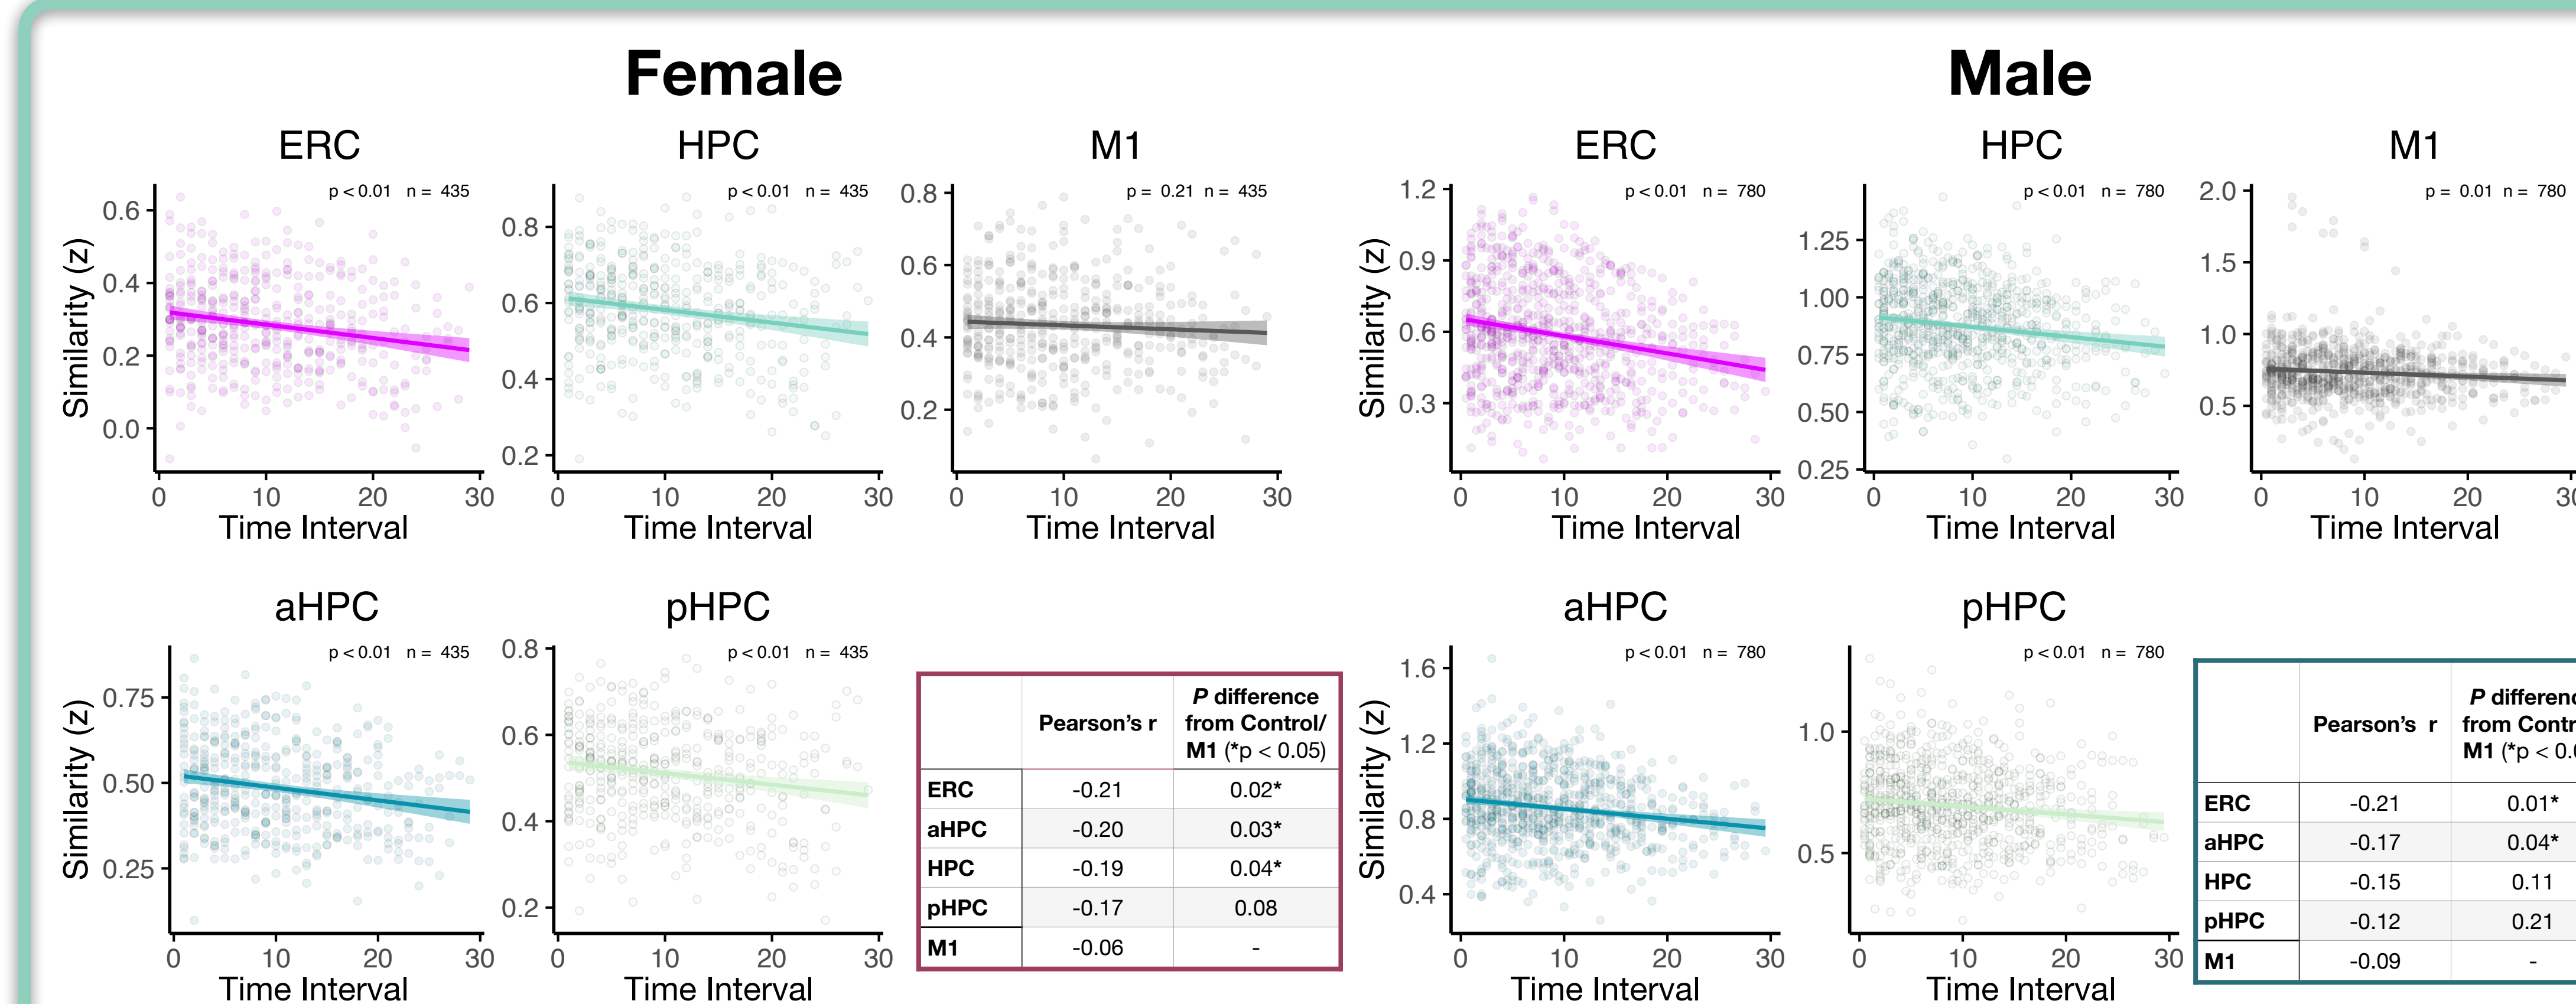 Female
ERC
p < 0.01 n = 435
Similarity (z)
0.6
0.4
0.2
0.0
0 10 20 30
Time Interval
HPC
p < 0.01 n = 435
0.8
0.6
0.4
0.2
0 10 20 30
Time Interval
M1
p = 0.21 n = 435
0.8
0.6
0.4
0.2
0 10 20 30
Time Interval
aHPC
p < 0.01 n = 435
Similarity (z)
0.75
0.50
0.25
0 10 20 30
Time Interval
pHPC
p < 0.01 n = 435
0.8
0.6
0.4
0.2
0 10 20 30
Time Interval
Pearson's r
P difference
from Control/
M1 (*p < 0.05)
ERC -0.21 0.02*
aHPC -0.20 0.03*
HPC -0.19 0.04*
pHPC -0.17 0.08
M1 -0.06 -
Male
ERC
p < 0.01 n = 780
Similarity (z)
1.2
0.9
0.6
0.3
0 10 20 30
Time Interval
HPC
p < 0.01 n = 780
1.25
1.00
0.75
0.50
0.25
0 10 20 30
Time Interval
M1
p = 0.01 n = 780
2.0
1.5
1.0
0.5
0 10 20
Time Interval
aHPC
p < 0.01 n = 780
Similarity (z)
1.6
1.2
0.8
0.4
0 10 20 30
Time Interval
pHPC
p < 0.01 n = 780
1.0
0.5
0 10 20 30
Time Interval
Pearson's r
P
from
M1 (*p <
ERC -0.21 0.01*
aHPC -0.17 0.04*
HPC -0.15 0.11
pHPC -0.12 0.21
M1 -0.09 -